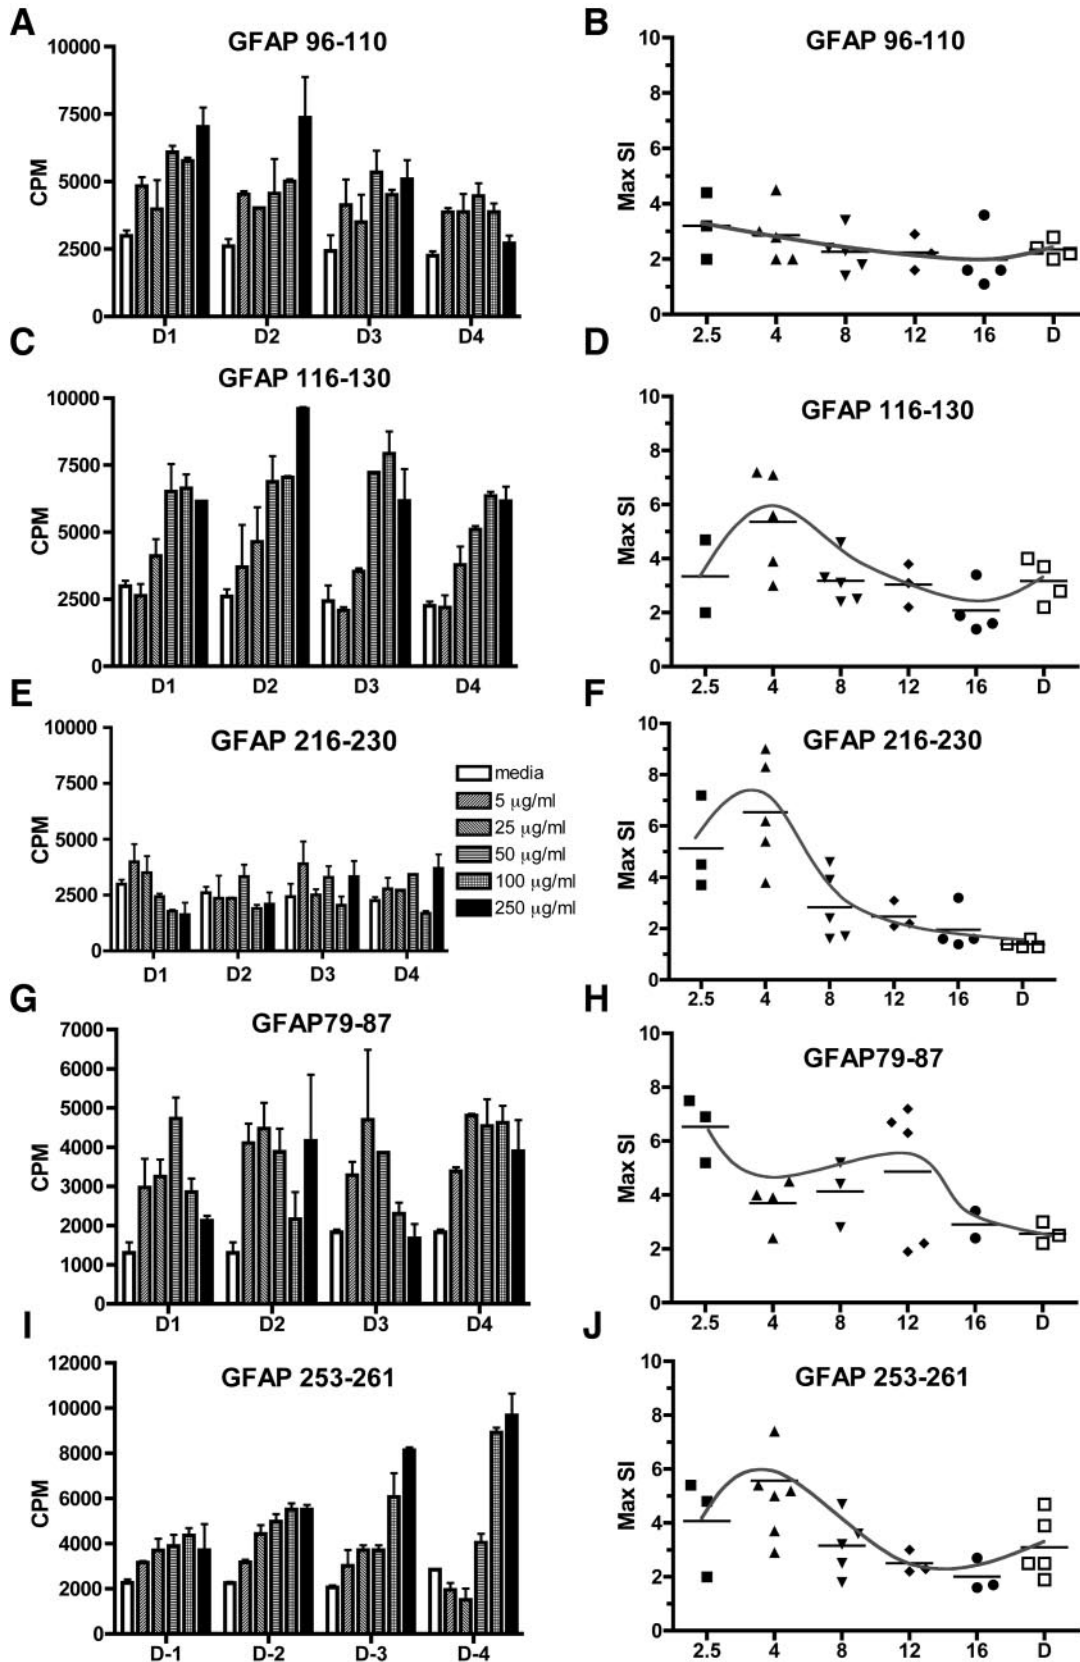 A
GFAP 96-110
10000
7500
5000
2500
0
CPM
D1 D2 D3 D4
B
GFAP 96-110
10
8
6
4
2
0
Max SI
2.5 4 8 12 16 D
C
GFAP 116-130
10000
7500
5000
2500
0
CPM
D1 D2 D3 D4
D
GFAP 116-130
10
8
6
4
2
0
Max SI
2.5 4 8 12 16 D
E
GFAP 216-230
10000
7500
5000
2500
0
CPM
D1 D2 D3 D4
media
5 μg/ml
25 μg/ml
50 μg/ml
100 μg/ml
250 μg/ml
F
GFAP 216-230
10
8
6
4
2
0
Max SI
2.5 4 8 12 16 D
G
GFAP79-87
7000
6000
5000
4000
3000
2000
1000
0
CPM
D1 D2 D3 D4
H
GFAP79-87
10
8
6
4
2
0
Max SI
2.5 4 8 12 16 D
I
GFAP 253-261
12000
10000
8000
6000
4000
2000
0
CPM
D-1 D-2 D-3 D-4
J
GFAP 253-261
10
8
6
4
2
0
Max SI
2.5 4 8 12 16 D